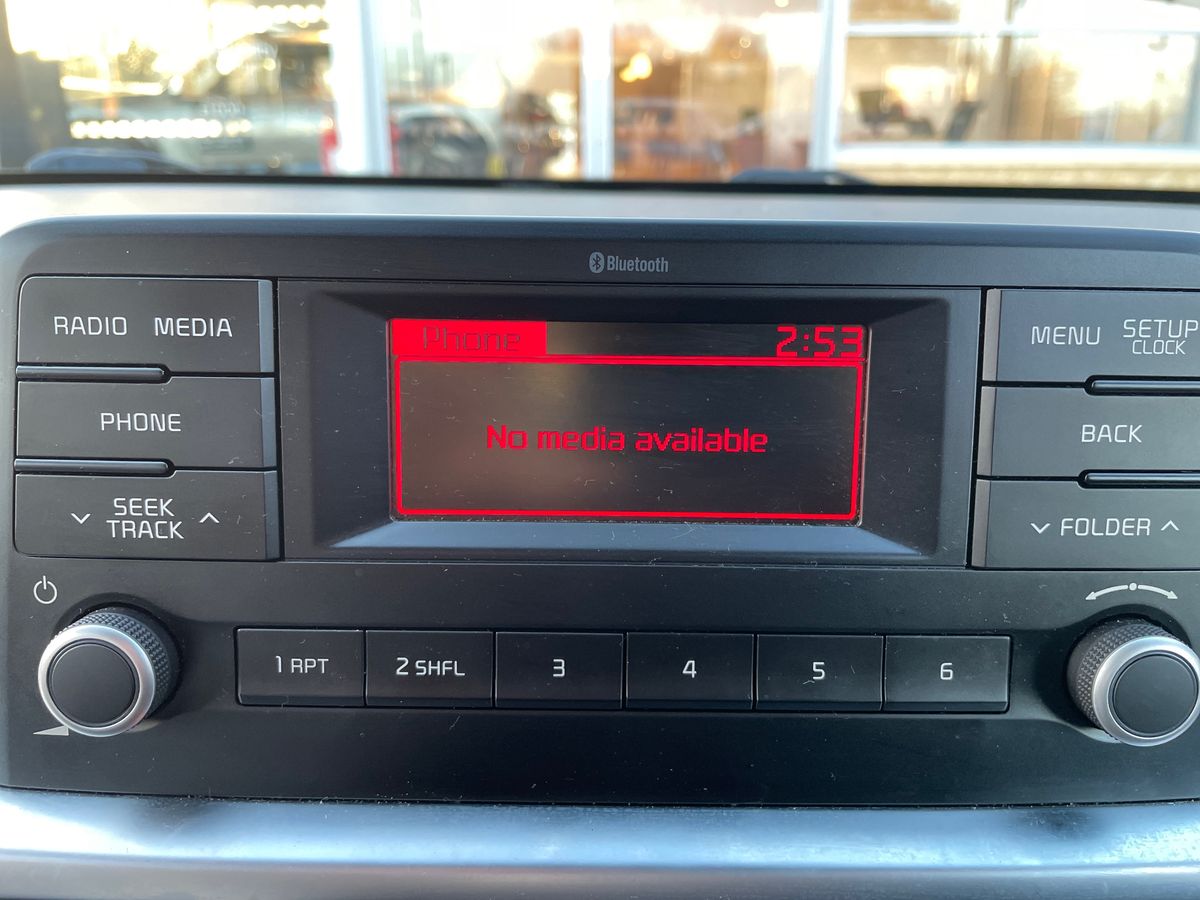 Bluetooth
RADIO MEDIA
PHONE
SEEK
TRACK
Phone 2:53
No media available
MENU SETUP
CLOCK
BACK
FOLDER
1 RPT
2 SHFL
3
4
5
6